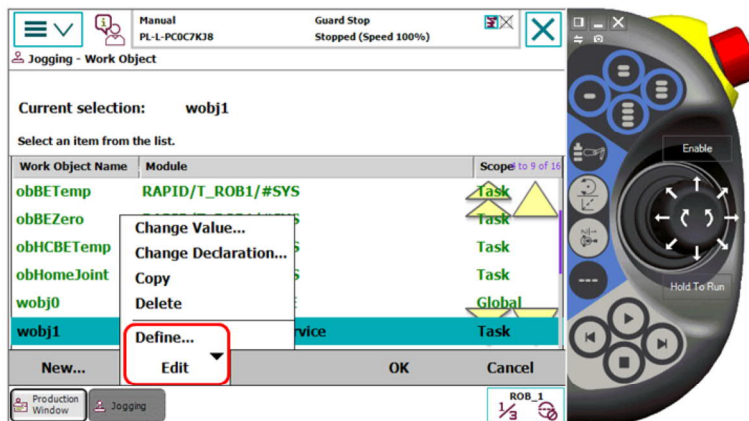 Manual
Guard Stop
PL-L-PC0C7KJ8
Stopped (Speed 100%)
Jogging - Work Object
Current selection: wobj1
Select an item from the list.
Work Object Name Module Scope to 9 of 16
obBETemp RAPID/T_ROB1/#SYS Task
obBEZero Task
obHCBETemp Task
obHomeJoint Task
wobj0 Global
wobj1 rvice Task
Change Value...
Change Declaration...
Copy
Delete
Define...
New... Edit OK Cancel
Production
Window
Jogging
ROB_1
1/3
Enable
Hold To Run